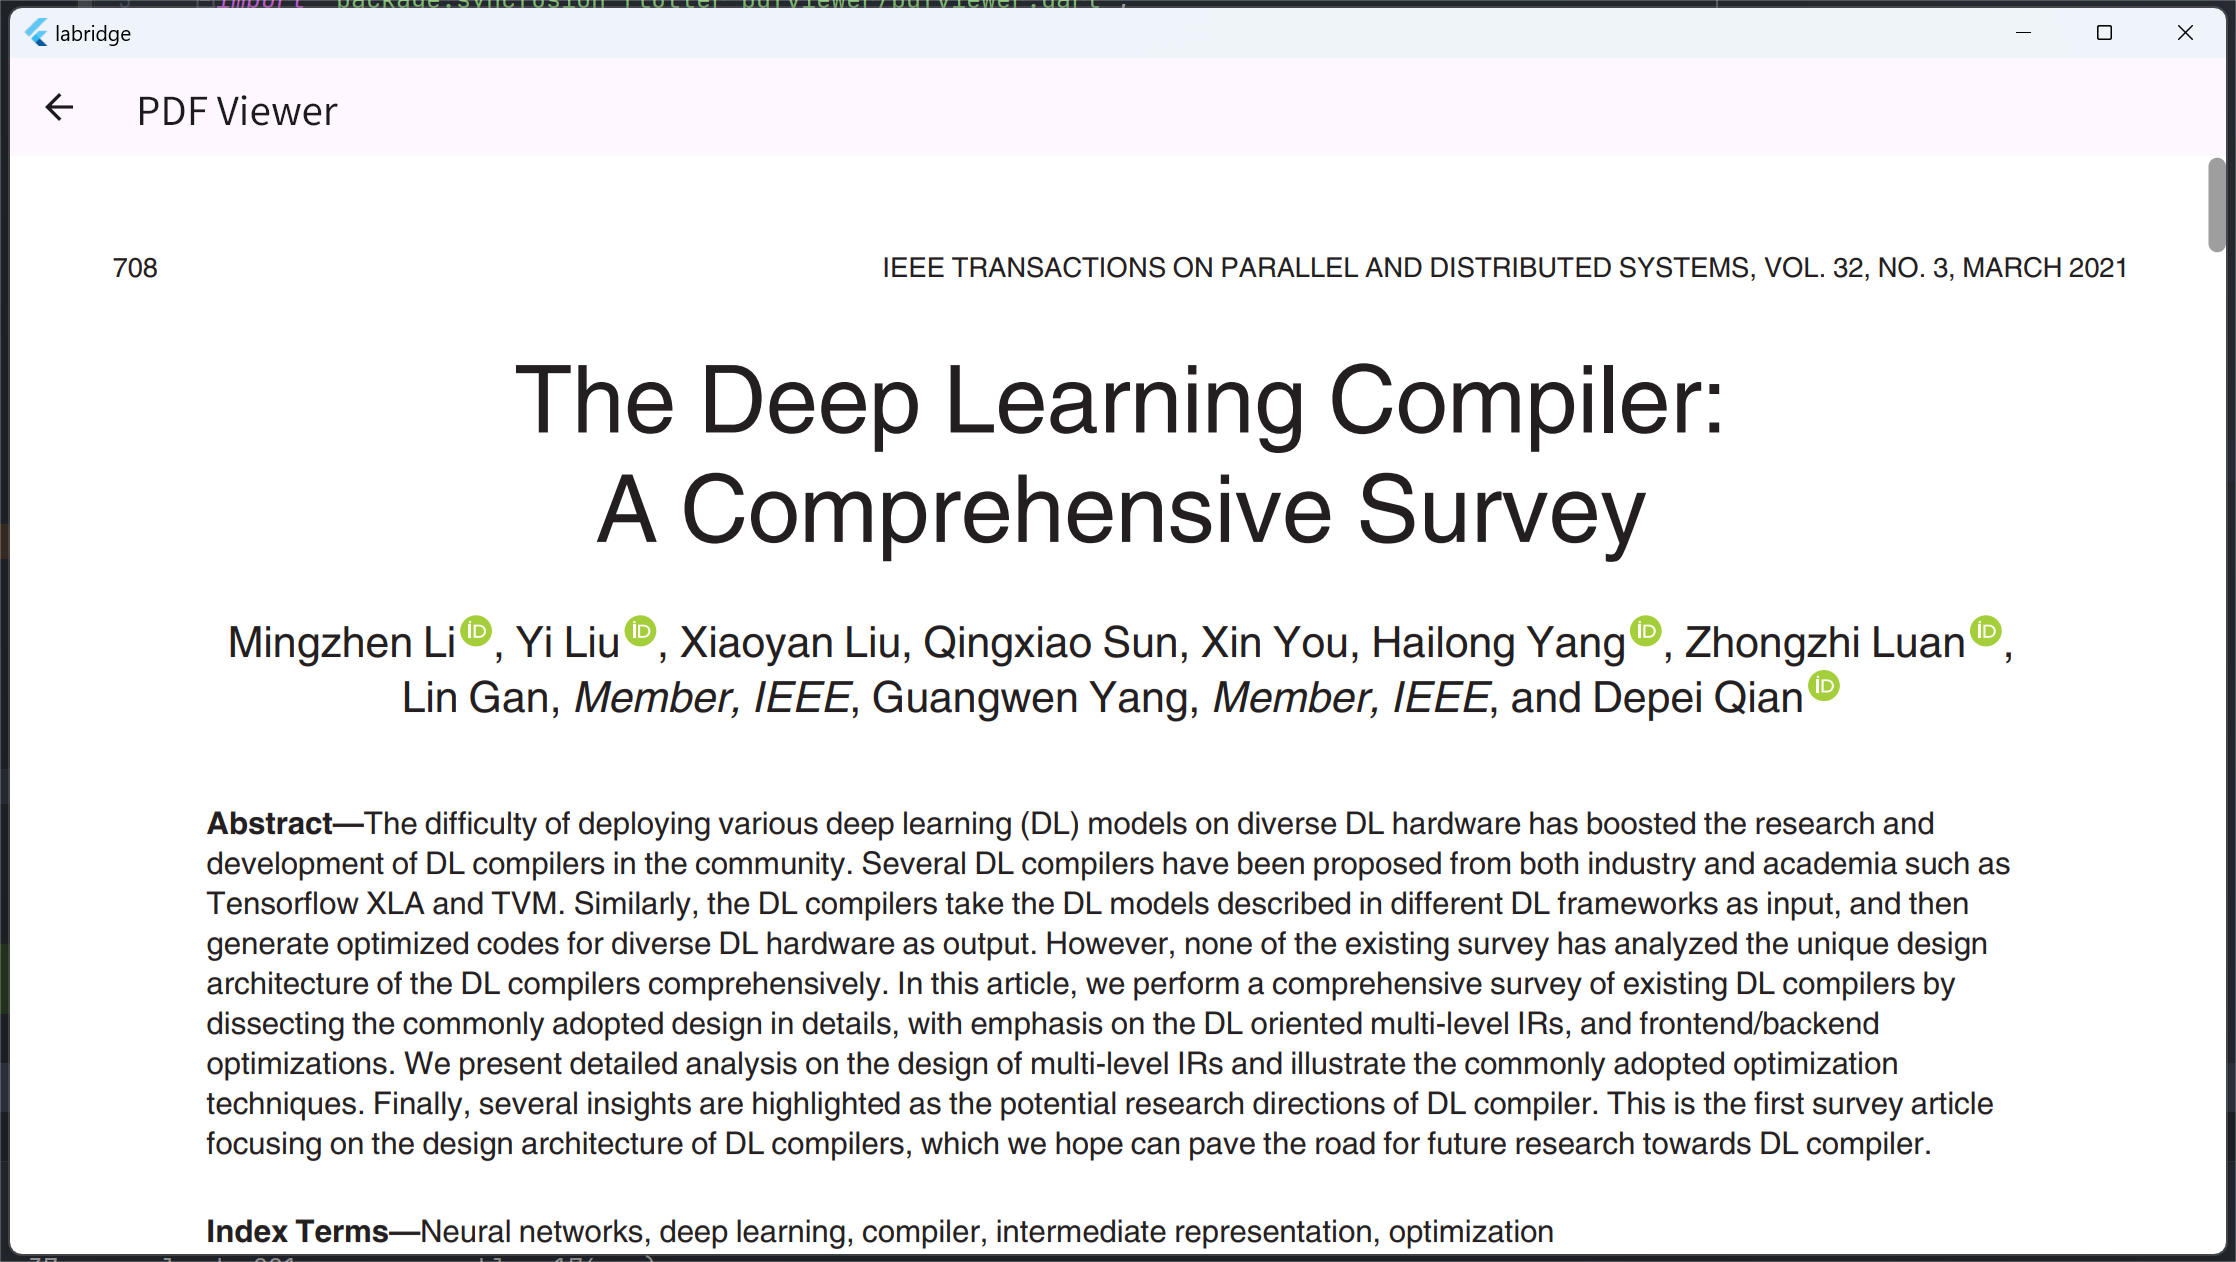 import 'package:syncfusion_flutter_pdfviewer/pdfviewer.dart';
labridge
PDF Viewer
708
IEEE TRANSACTIONS ON PARALLEL AND DISTRIBUTED SYSTEMS, VOL. 32, NO. 3, MARCH 2021
The Deep Learning Compiler:
A Comprehensive Survey
Mingzhen Li iD, Yi Liu iD, Xiaoyan Liu, Qingxiao Sun, Xin You, Hailong Yang iD, Zhongzhi Luan iD,
Lin Gan, Member, IEEE, Guangwen Yang, Member, IEEE, and Depei Qian iD
Abstract—The difficulty of deploying various deep learning (DL) models on diverse DL hardware has boosted the research and
development of DL compilers in the community. Several DL compilers have been proposed from both industry and academia such as
Tensorflow XLA and TVM. Similarly, the DL compilers take the DL models described in different DL frameworks as input, and then
generate optimized codes for diverse DL hardware as output. However, none of the existing survey has analyzed the unique design
architecture of the DL compilers comprehensively. In this article, we perform a comprehensive survey of existing DL compilers by
dissecting the commonly adopted design in details, with emphasis on the DL oriented multi-level IRs, and frontend/backend
optimizations. We present detailed analysis on the design of multi-level IRs and illustrate the commonly adopted optimization
techniques. Finally, several insights are highlighted as the potential research directions of DL compiler. This is the first survey article
focusing on the design architecture of DL compilers, which we hope can pave the road for future research towards DL compiler.
Index Terms—Neural networks, deep learning, compiler, intermediate representation, optimization